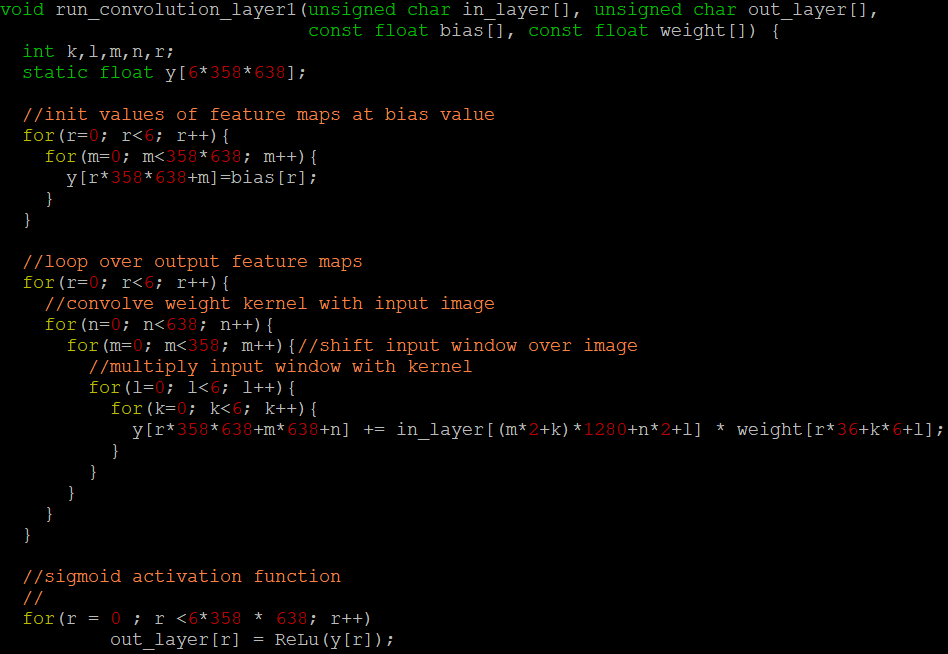 void run_convolution_layer1(unsigned char in_layer[], unsigned char out_layer[],
                            const float bias[], const float weight[]) {
  int k,l,m,n,r;
  static float y[6*358*638];

  //init values of feature maps at bias value
  for(r=0; r<6; r++){
    for(m=0; m<358*638; m++){
      y[r*358*638+m]=bias[r];
    }
  }

  //loop over output feature maps
  for(r=0; r<6; r++){
    //convolve weight kernel with input image
    for(n=0; n<638; n++){
      for(m=0; m<358; m++){//shift input window over image
        //multiply input window with kernel
        for(l=0; l<6; l++){
          for(k=0; k<6; k++){
            y[r*358*638+m*638+n] += in_layer[(m*2+k)*1280+n*2+l] * weight[r*36+k*6+l];
          }
        }
      }
    }
  }

  //sigmoid activation function
  //
  for(r = 0 ; r <6*358 * 638; r++)
          out_layer[r] = ReLu(y[r]);